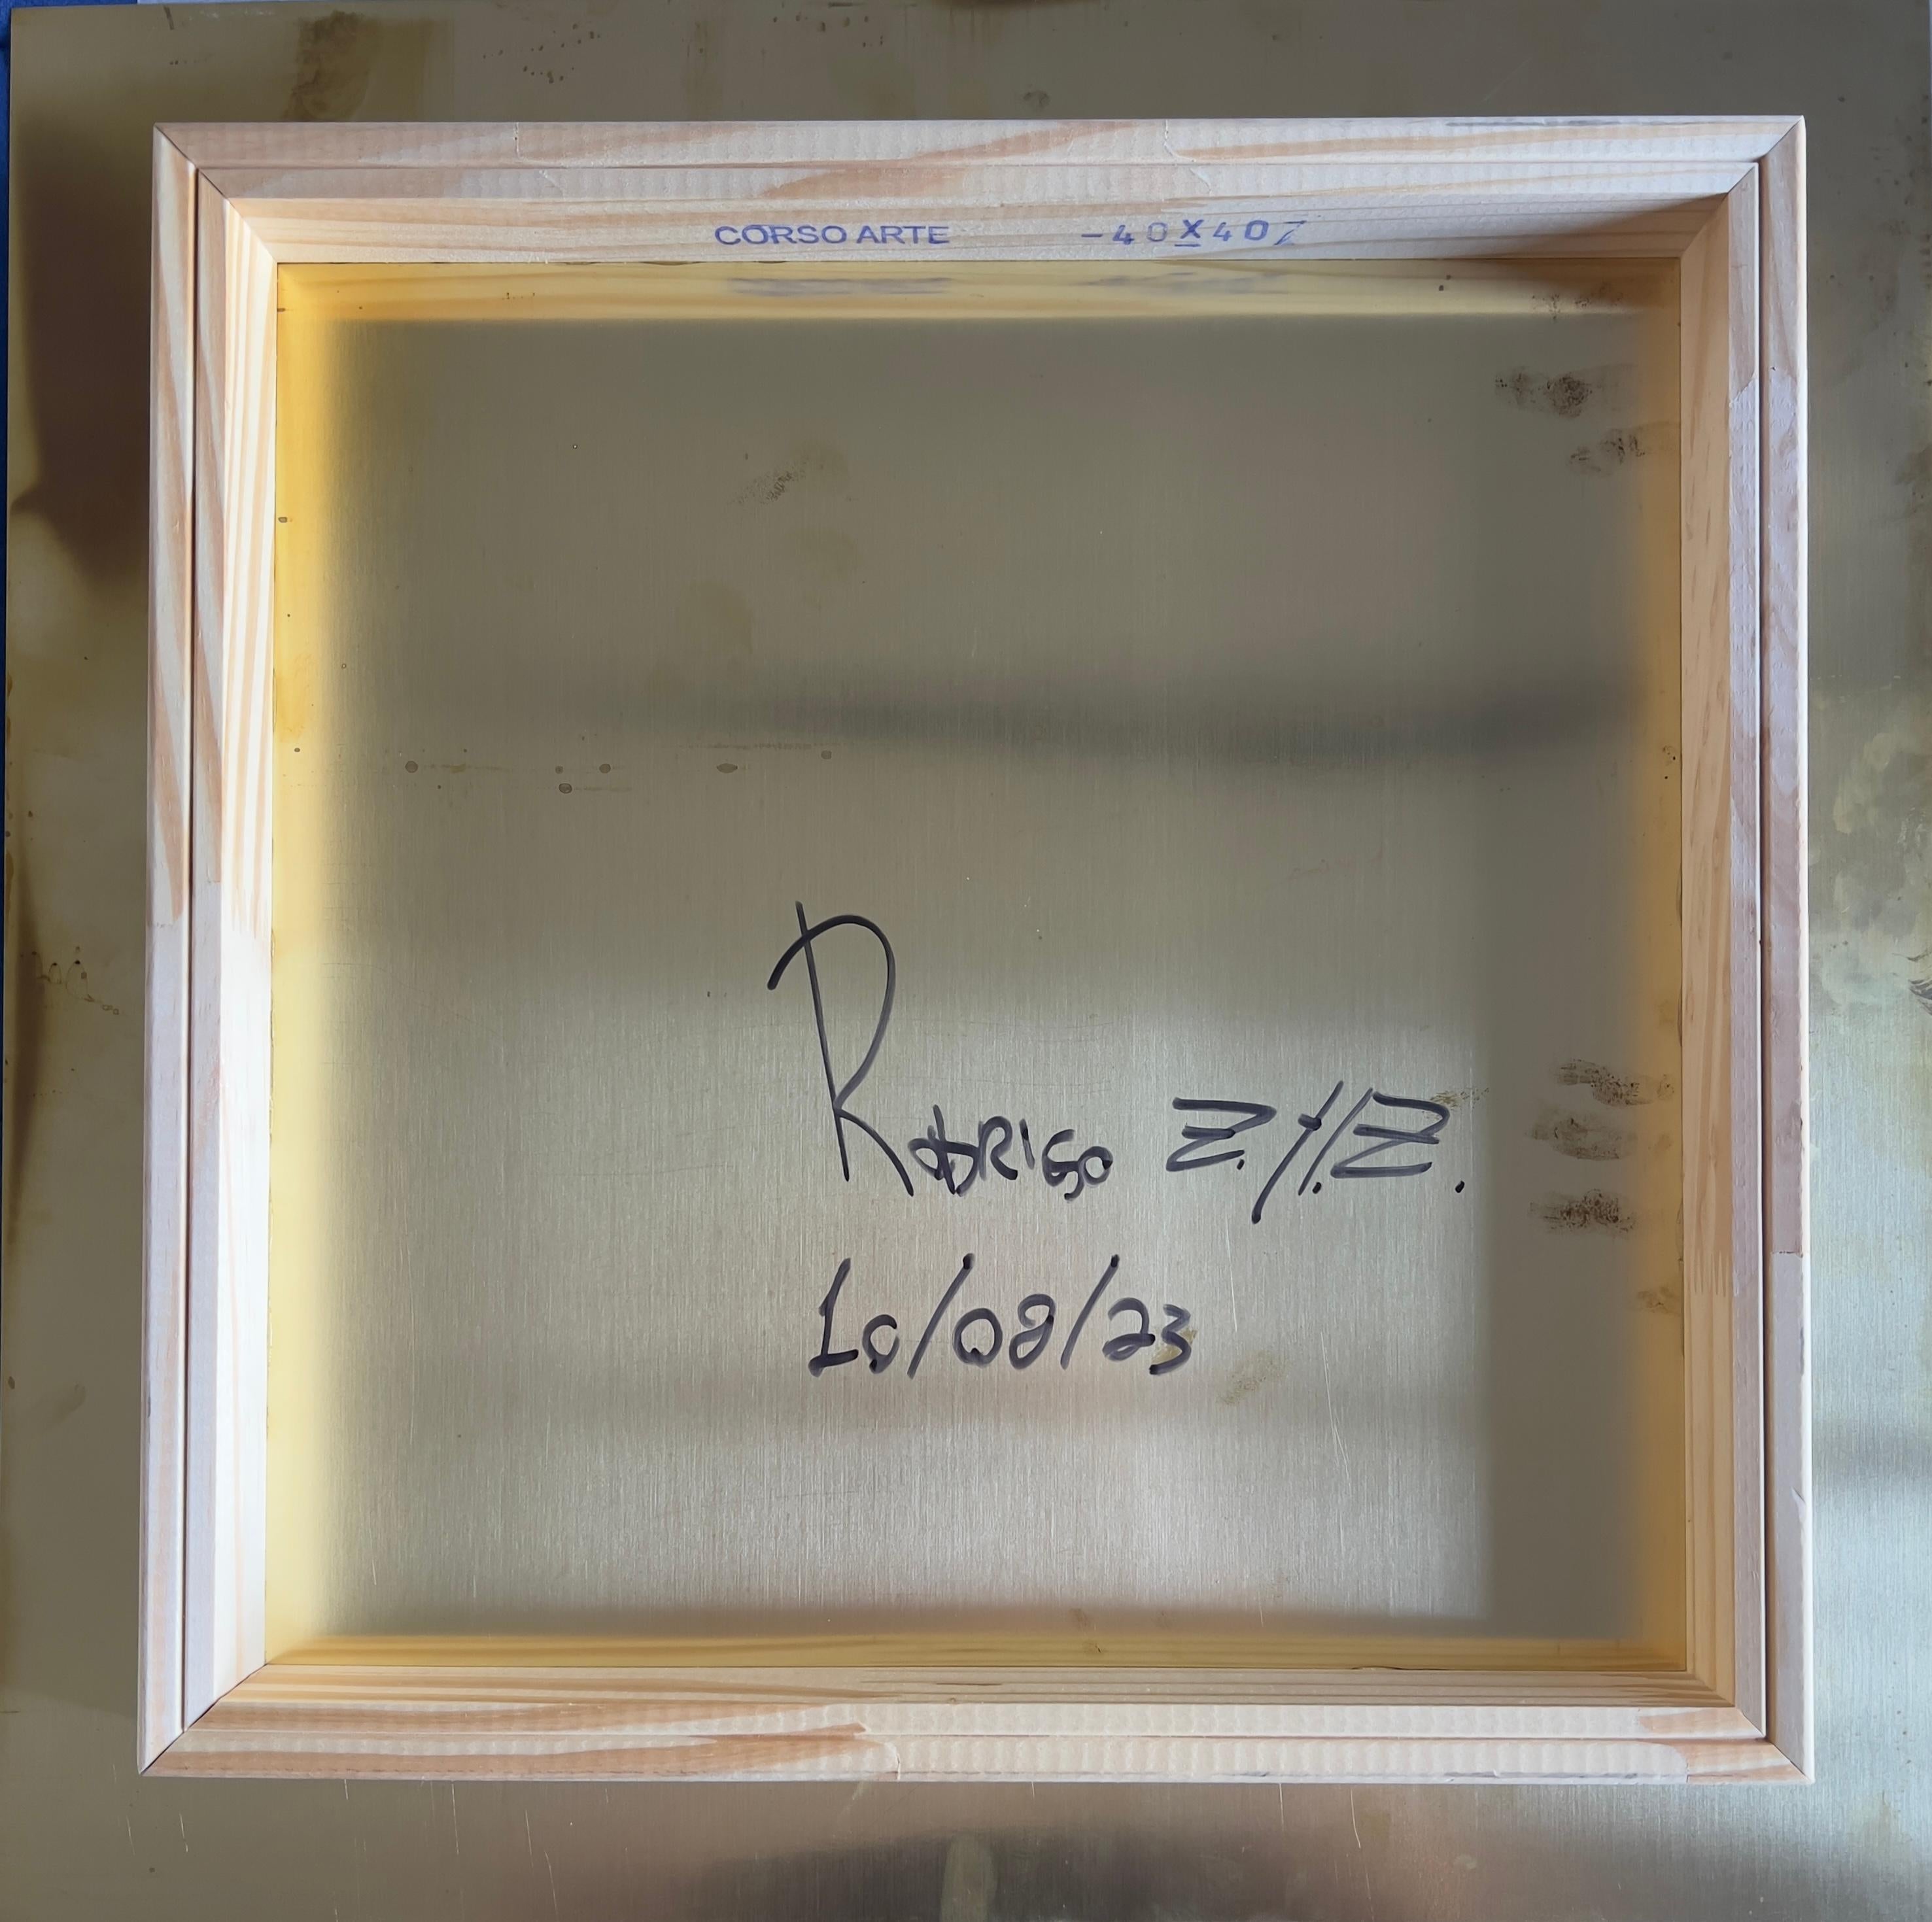 CORSO ARTE -40X40
RODRIGO Z.Y.Z.
10/08/23